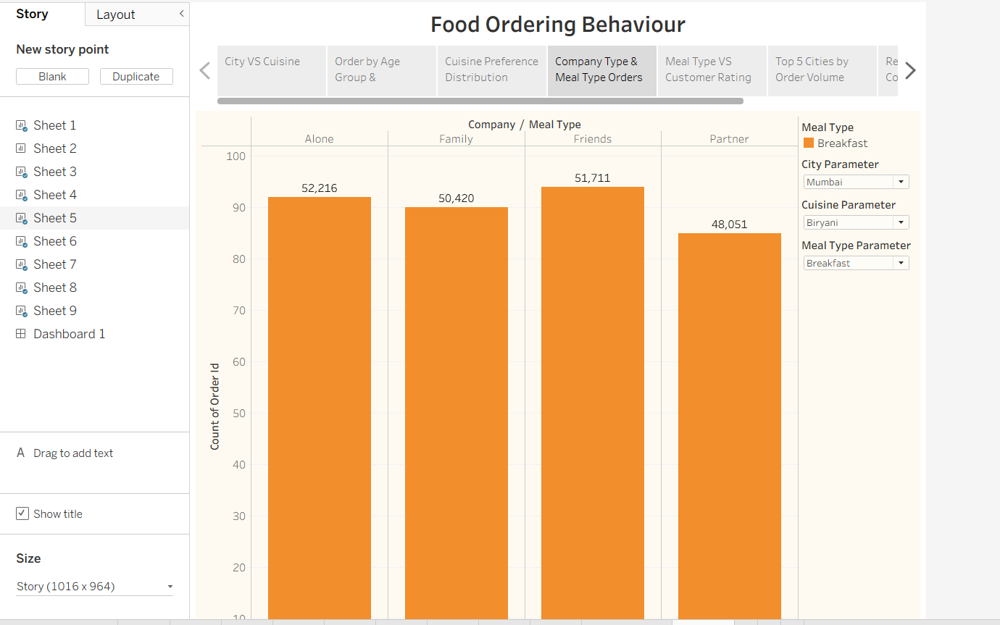 Story
Layout
New story point
Blank
Duplicate
Sheet 1
Sheet 2
Sheet 3
Sheet 4
Sheet 5
Sheet 6
Sheet 7
Sheet 8
Sheet 9
Dashboard 1
A Drag to add text
Show title
Size
Story (1016 x 964)
Food Ordering Behaviour
City VS Cuisine
Order by Age
Group &
Cuisine Preference
Distribution
Company Type &
Meal Type Orders
Meal Type VS
Customer Rating
Top 5 Cities by
Order Volume
Re
Co
Company / Meal Type
Alone
Family
Friends
Partner
Count of Order Id
100
90
80
70
60
50
40
30
20
10
52,216
50,420
51,711
48,051
Meal Type
Breakfast
City Parameter
Mumbai
Cuisine Parameter
Biryani
Meal Type Parameter
Breakfast